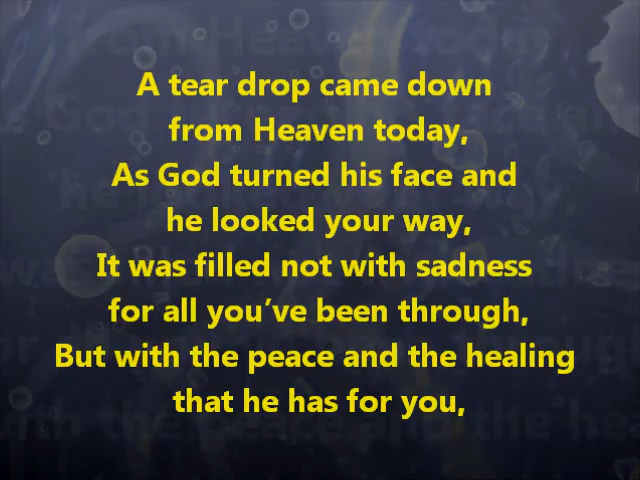 A tear drop came down
from Heaven today,
As God turned his face and
he looked your way,
It was filled not with sadness
for all you’ve been through,
But with the peace and the healing
that he has for you,